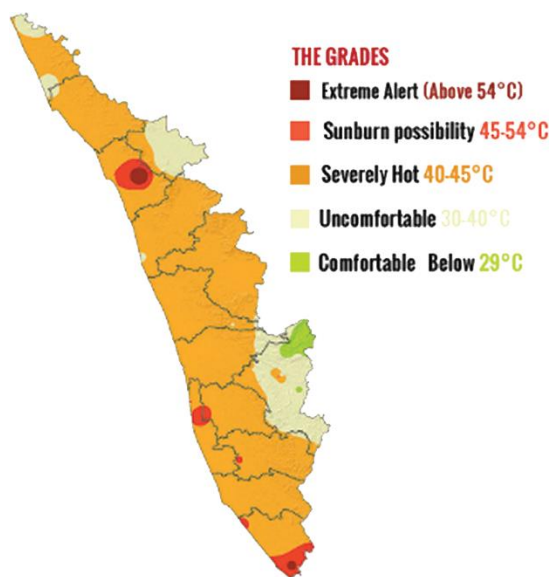 THE GRADES
Extreme Alert (Above 54°C)
Sunburn possibility 45-54°C
Severely Hot 40-45°C
Uncomfortable 30-40°C
Comfortable Below 29°C